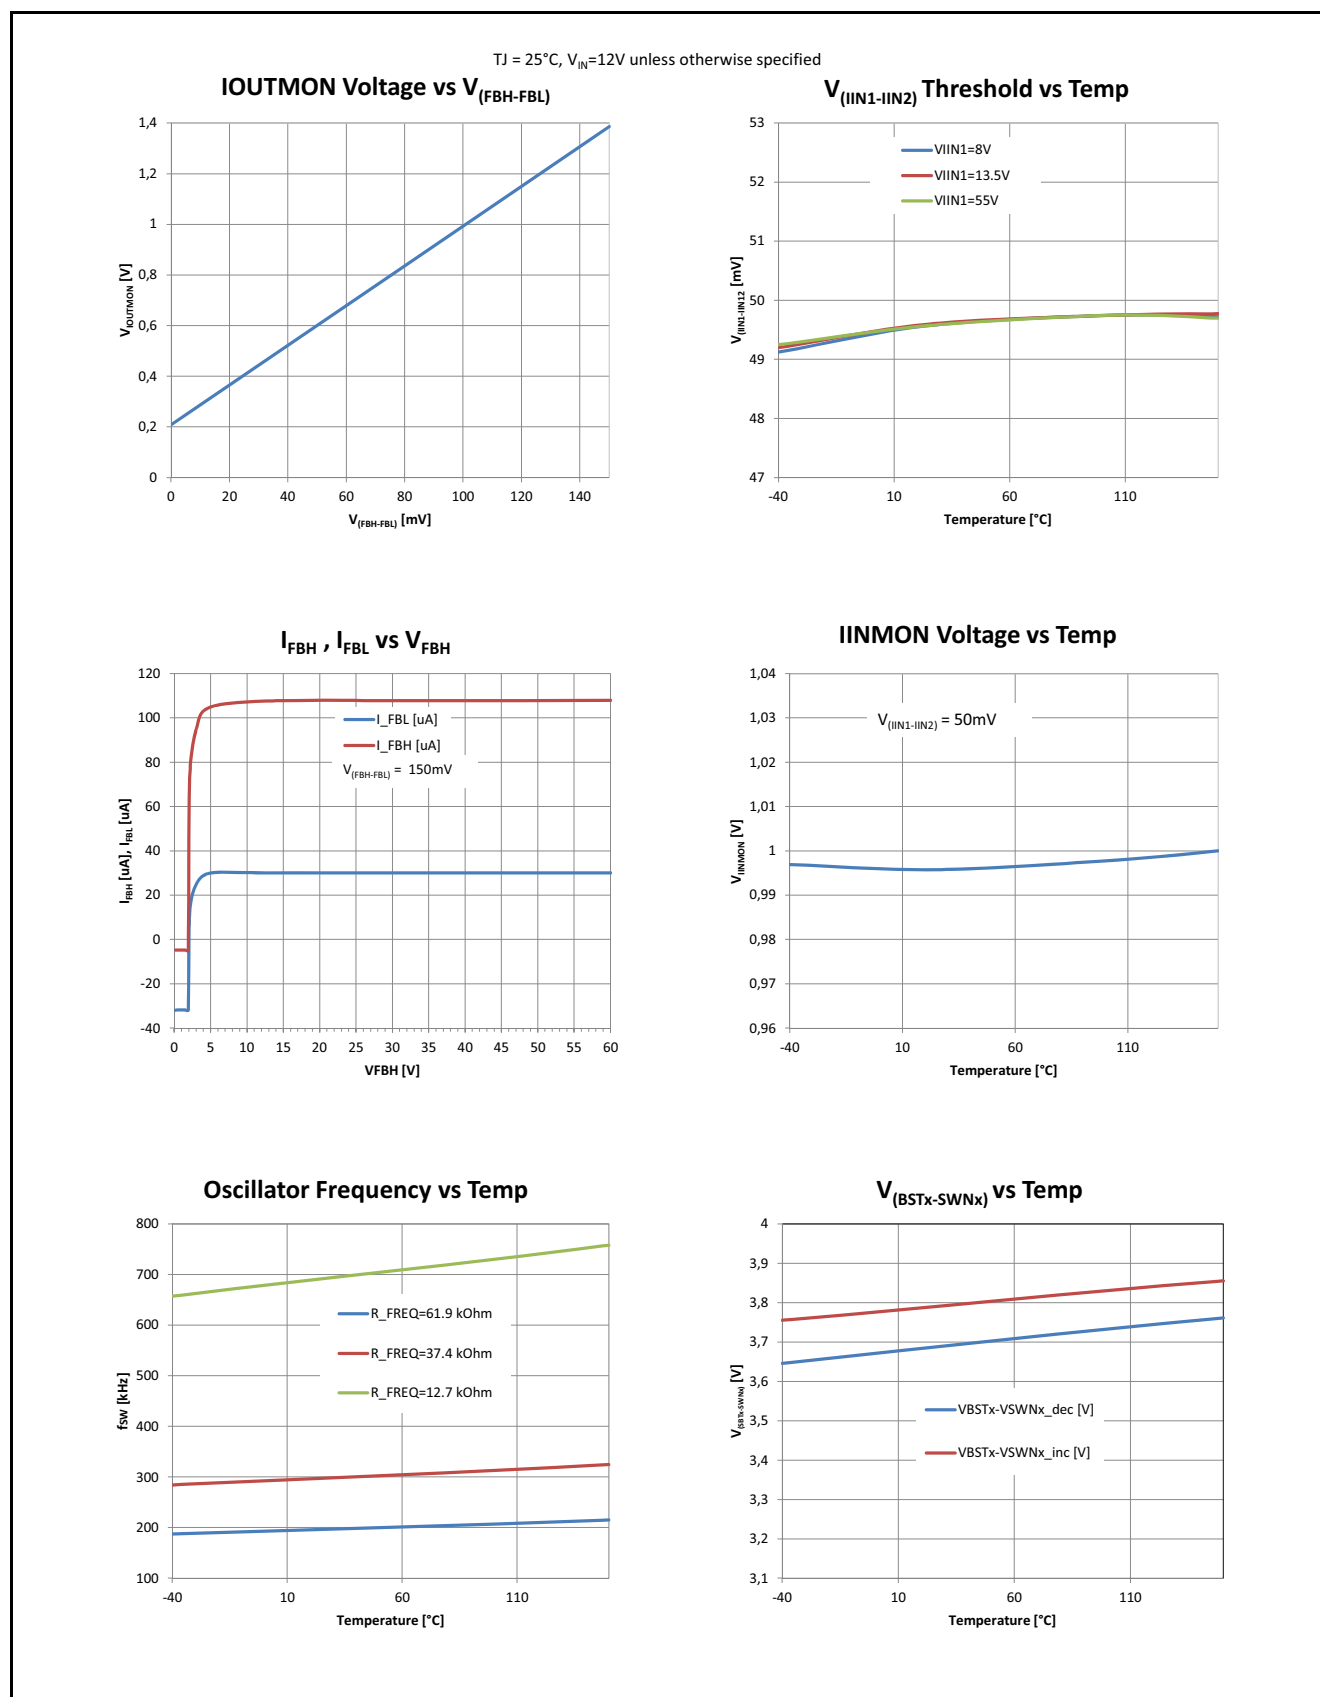 TJ = 25°C, VIN=12V unless otherwise specified
IOUTMON Voltage vs V(FBH-FBL)
1,4
1,2
1
0,8
0,6
0,4
0,2
0
VIOUTMON [V]
0 20 40 60 80 100 120 140
V(FBH-FBL) [mV]
V(IIN1-IIN2) Threshold vs Temp
53
52
51
50
49
48
47
V(IIN1-IIN12 [mV]
VIIN1=8V
VIIN1=13.5V
VIIN1=55V
-40 10 60 110
Temperature [°C]
IFBH , IFBL vs VFBH
120
100
80
60
40
20
0
-20
-40
IFBH [uA], IFBL [uA]
I_FBL [uA]
I_FBH [uA]
V(FBH-FBL) = 150mV
0 5 10 15 20 25 30 35 40 45 50 55 60
VFBH [V]
IINMON Voltage vs Temp
1,04
1,03
1,02
1,01
1
0,99
0,98
0,97
0,96
VIINMON [V]
V(IIN1-IIN2) = 50mV
-40 10 60 110
Temperature [°C]
Oscillator Frequency vs Temp
800
700
600
500
400
300
200
100
fsw [kHz]
R_FREQ=61.9 kOhm
R_FREQ=37.4 kOhm
R_FREQ=12.7 kOhm
-40 10 60 110
Temperature [°C]
V(BSTx-SWNx) vs Temp
4
3,9
3,8
3,7
3,6
3,5
3,4
3,3
3,2
3,1
V(SBTx-SWNx) [V]
VBSTx-VSWNx_dec [V]
VBSTx-VSWNx_inc [V]
-40 10 60 110
Temperature [°C]